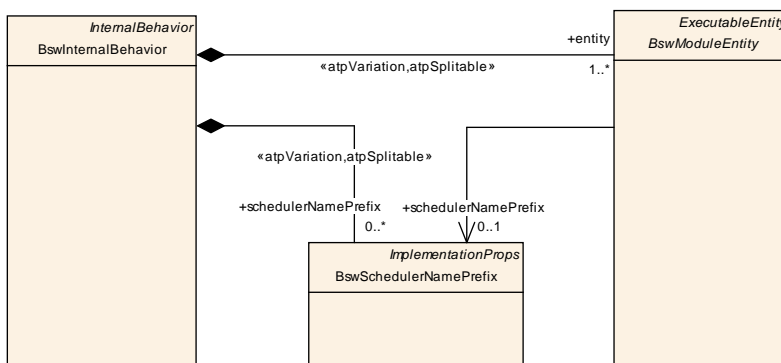 InternalBehavior
BswInternalBehavior
ExecutableEntity
BswModuleEntity
+entity
«atpVariation,atpSplitable»
1..*
«atpVariation,atpSplitable»
+schedulerNamePrefix
0..*
+schedulerNamePrefix
0..1
ImplementationProps
BswSchedulerNamePrefix